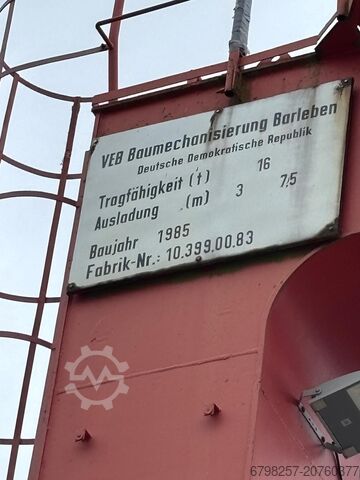 VEB Baumechanisierung Barleben
Deutsche Demokratische Republik
Tragfähigkeit (t) 16
Ausladung (m) 3 7,5
Baujahr 1985
Fabrik-Nr.: 10.399.00.83
6798257-20760377